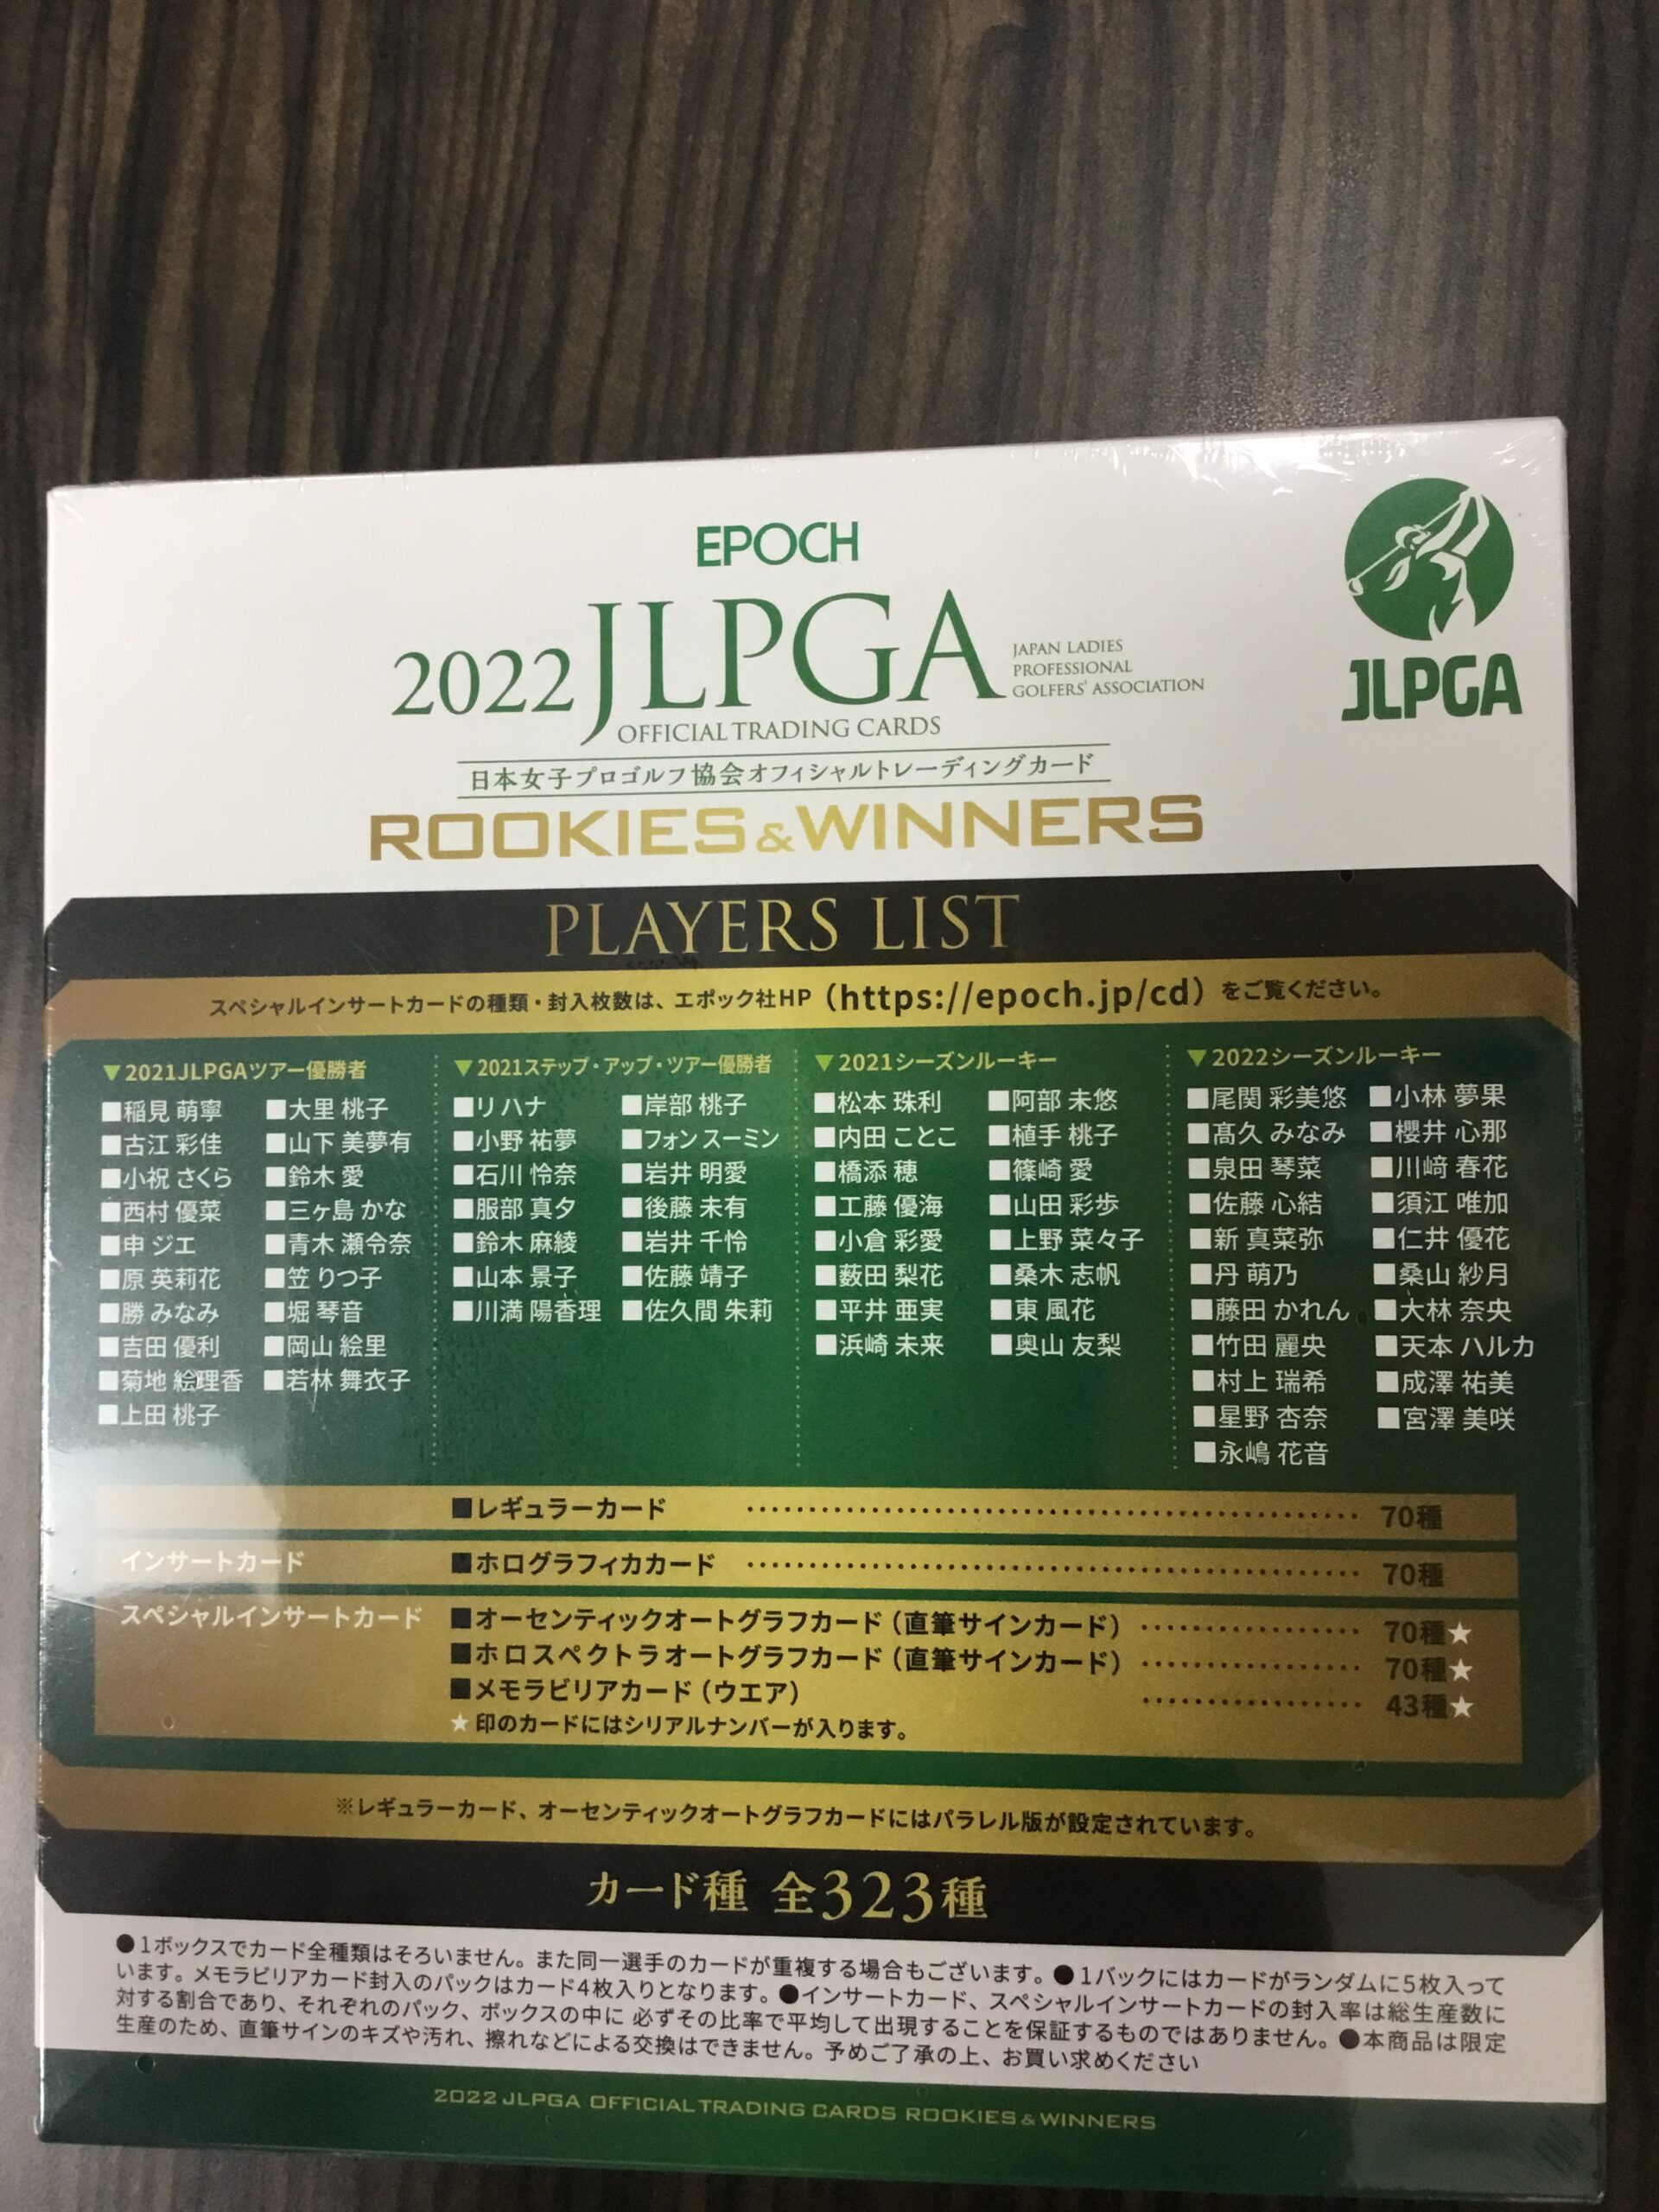 EPOCH
2022 JLPGA
JAPAN LADIES
PROFESSIONAL
GOLFERS' ASSOCIATION
OFFICIAL TRADING CARDS
JLPGA
日本女子プロゴルフ協会オフィシャルトレーディングカード
ROOKIES & WINNERS
PLAYERS LIST
スペシャルインサートカードの種類・封入枚数は、エポック社HP（https://epoch.jp/cd）をご覧ください。
▼2021JLPGAツアー優勝者
■稲見 萌寧 ■大里 桃子
■古江 彩佳 ■山下 美夢有
■小祝 さくら ■鈴木 愛
■西村 優菜 ■三ヶ島 かな
■申 ジエ ■青木 瀬令奈
■原 英莉花 ■笠 りつ子
■勝 みなみ ■堀 琴音
■吉田 優利 ■岡山 絵里
■菊地 絵理香 ■若林 舞衣子
■上田 桃子
▼2021ステップ・アップ・ツアー優勝者
■リ ハナ ■岸部 桃子
■小野 祐夢 ■フォン スーミン
■石川 怜奈 ■岩井 明愛
■服部 真夕 ■後藤 未有
■鈴木 麻綾 ■岩井 千怜
■山本 景子 ■佐藤 靖子
■川満 陽香理 ■佐久間 朱莉
▼2021シーズンルーキー
■松本 珠利 ■阿部 未悠
■内田 ことこ ■植手 桃子
■橋添 穂 ■篠崎 愛
■工藤 優海 ■山田 彩歩
■小倉 彩愛 ■上野 菜々子
■薮田 梨花 ■桑木 志帆
■平井 亜実 ■東 風花
■浜崎 未来 ■奥山 友梨
▼2022シーズンルーキー
■尾関 彩美悠 ■小林 夢果
■髙久 みなみ ■櫻井 心那
■泉田 琴菜 ■川﨑 春花
■佐藤 心結 ■須江 唯加
■新 真菜弥 ■仁井 優花
■丹 萌乃 ■桑山 紗月
■藤田 かれん ■大林 奈央
■竹田 麗央 ■天本 ハルカ
■村上 瑞希 ■成澤 祐美
■星野 杏奈 ■宮澤 美咲
■永嶋 花音
■レギュラーカード 70種
インサートカード ■ホログラフィカカード 70種
スペシャルインサートカード ■オーセンティックオートグラフカード（直筆サインカード） 70種★
■ホロスペクトラオートグラフカード（直筆サインカード） 70種★
■メモラビリアカード（ウエア） 43種★
★印のカードにはシリアルナンバーが入ります。
※レギュラーカード、オーセンティックオートグラフカードにはパラレル版が設定されています。
カード種 全323種
●1ボックスでカード全種類はそろいません。また同一選手のカードが重複する場合もございます。●1パックにはカードがランダムに5枚入って
います。メモラビリアカード封入のパックはカード4枚入りとなります。●インサートカード、スペシャルインサートカードの封入率は総生産数に
対する割合であり、それぞれのパック、ボックスの中に 必ずその比率で平均して出現することを保証するものではありません。●本商品は限定
生産のため、直筆サインのキズや汚れ、擦れなどによる交換はできません。予めご了承の上、お買い求めください
2022 JLPGA OFFICIAL TRADING CARDS ROOKIES & WINNERS